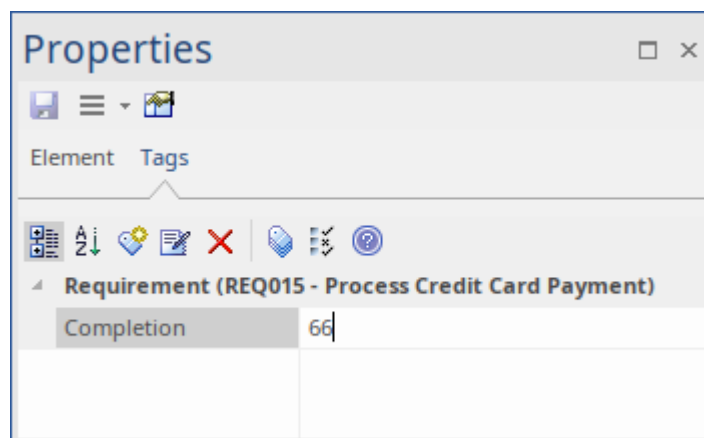 Properties
Element Tags
Requirement (REQ015 - Process Credit Card Payment)
Completion 66